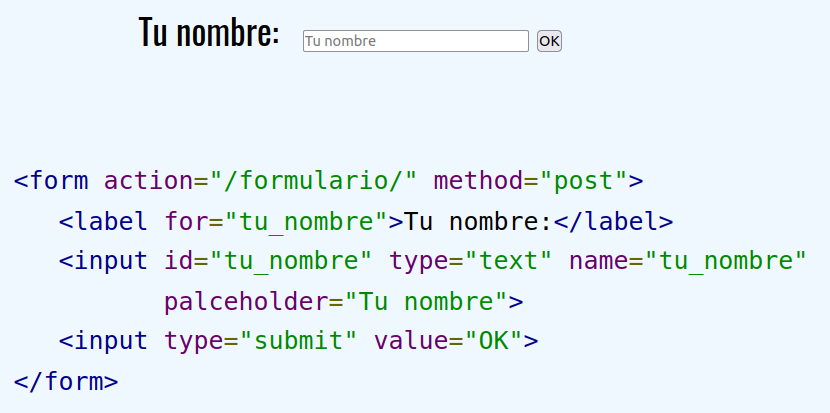 Tu nombre: Tu nombre OK
<form action="/formulario/" method="post">
<label for="tu_nombre">Tu nombre:</label>
<input id="tu_nombre" type="text" name="tu_nombre"
palceholder="Tu nombre">
<input type="submit" value="OK">
</form>